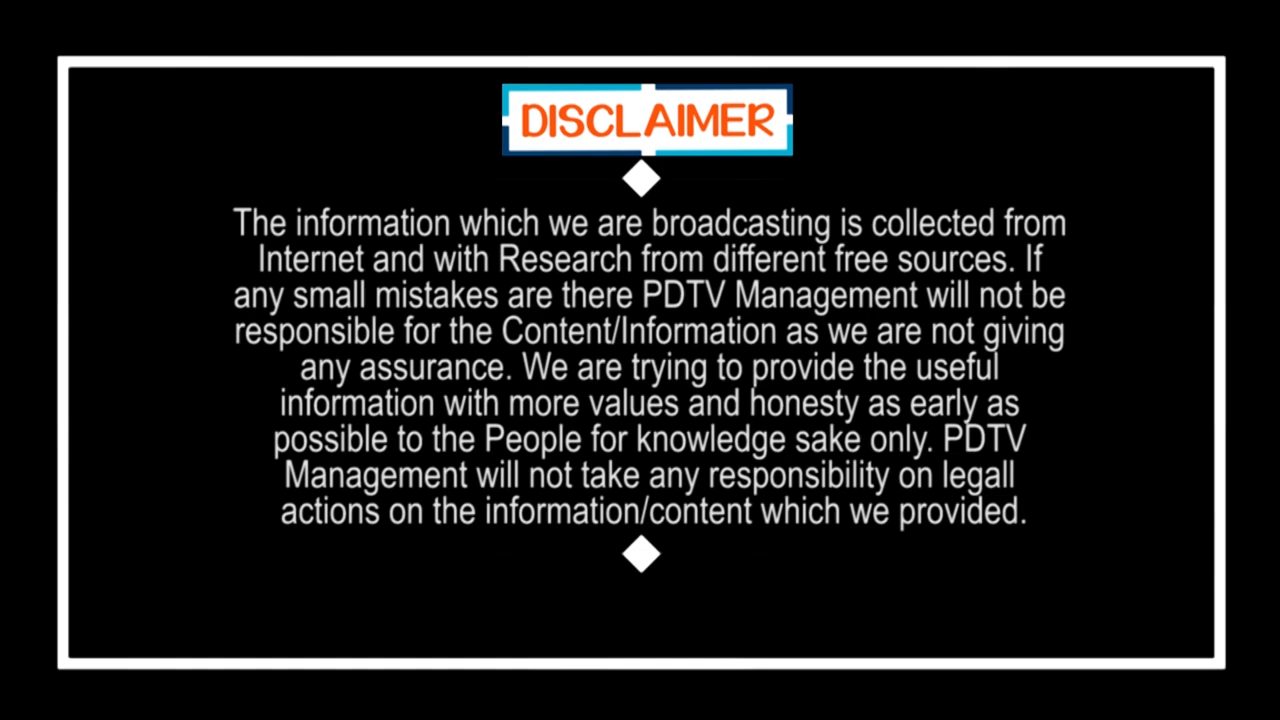 DISCLAIMER
The information which we are broadcasting is collected from
Internet and with Research from different free sources. If
any small mistakes are there PDTV Management will not be
responsible for the Content/Information as we are not giving
any assurance. We are trying to provide the useful
information with more values and honesty as early as
possible to the People for knowledge sake only. PDTV
Management will not take any responsibility on legall
actions on the information/content which we provided.